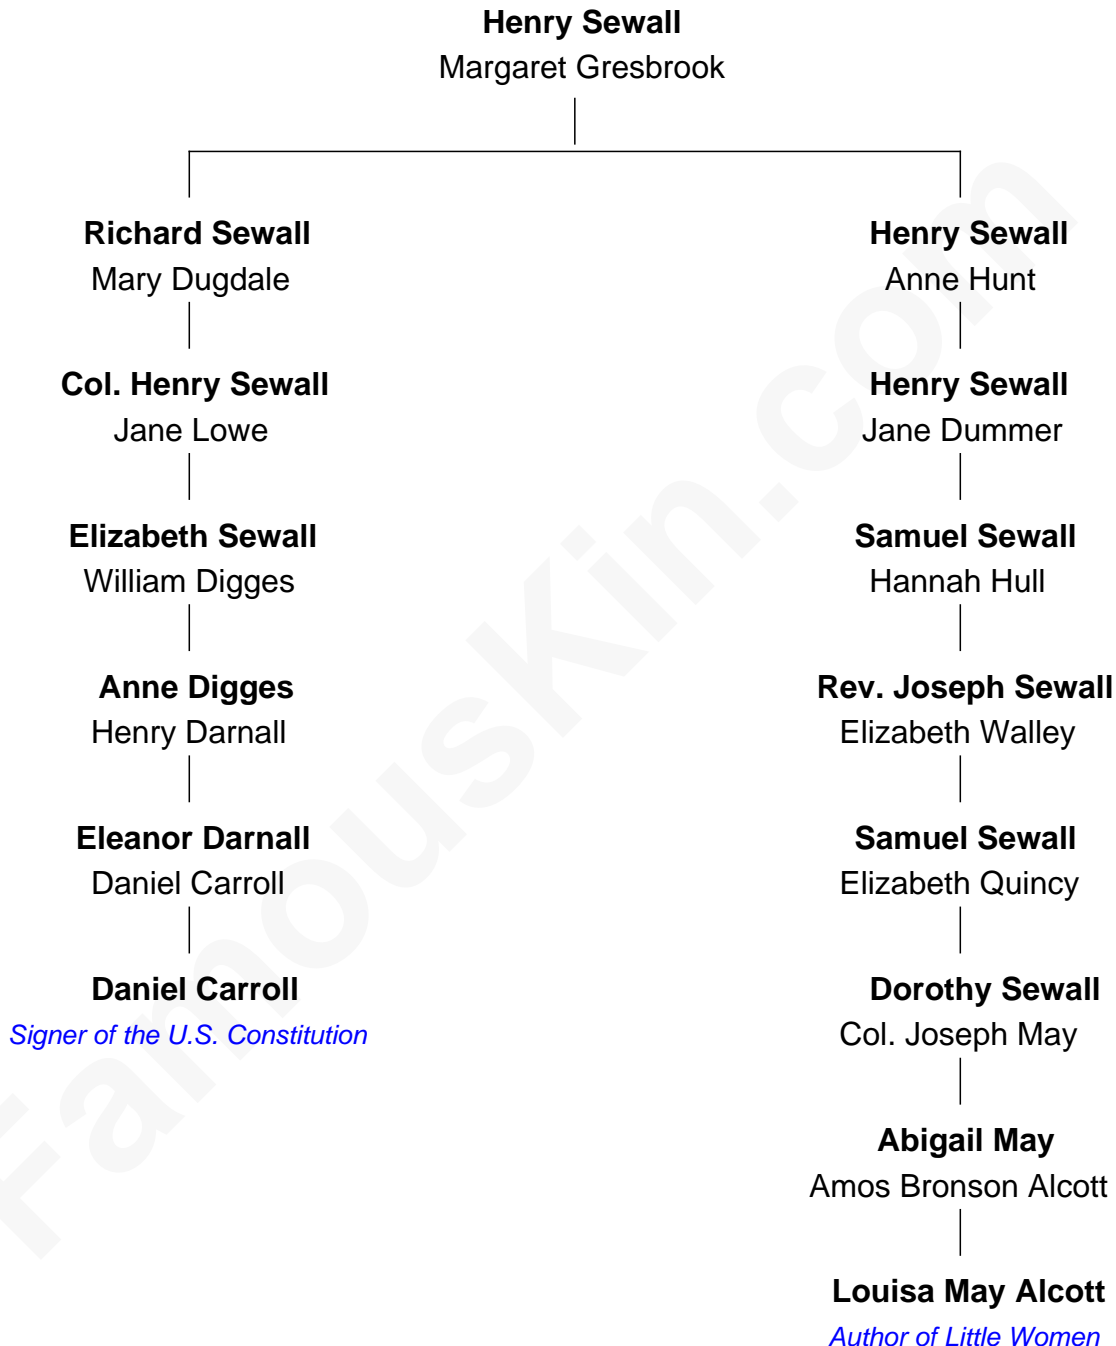 Henry Sewall
Margaret Gresbrook
Richard Sewall
Mary Dugdale
Henry Sewall
Anne Hunt
Col. Henry Sewall
Jane Lowe
Henry Sewall
Jane Dummer
Elizabeth Sewall
William Digges
Samuel Sewall
Hannah Hull
Anne Digges
Henry Darnall
Rev. Joseph Sewall
Elizabeth Walley
Eleanor Darnall
Daniel Carroll
Samuel Sewall
Elizabeth Quincy
Daniel Carroll
Signer of the U.S. Constitution
Dorothy Sewall
Col. Joseph May
Abigail May
Amos Bronson Alcott
Louisa May Alcott
Author of Little Women
FamousKin.com